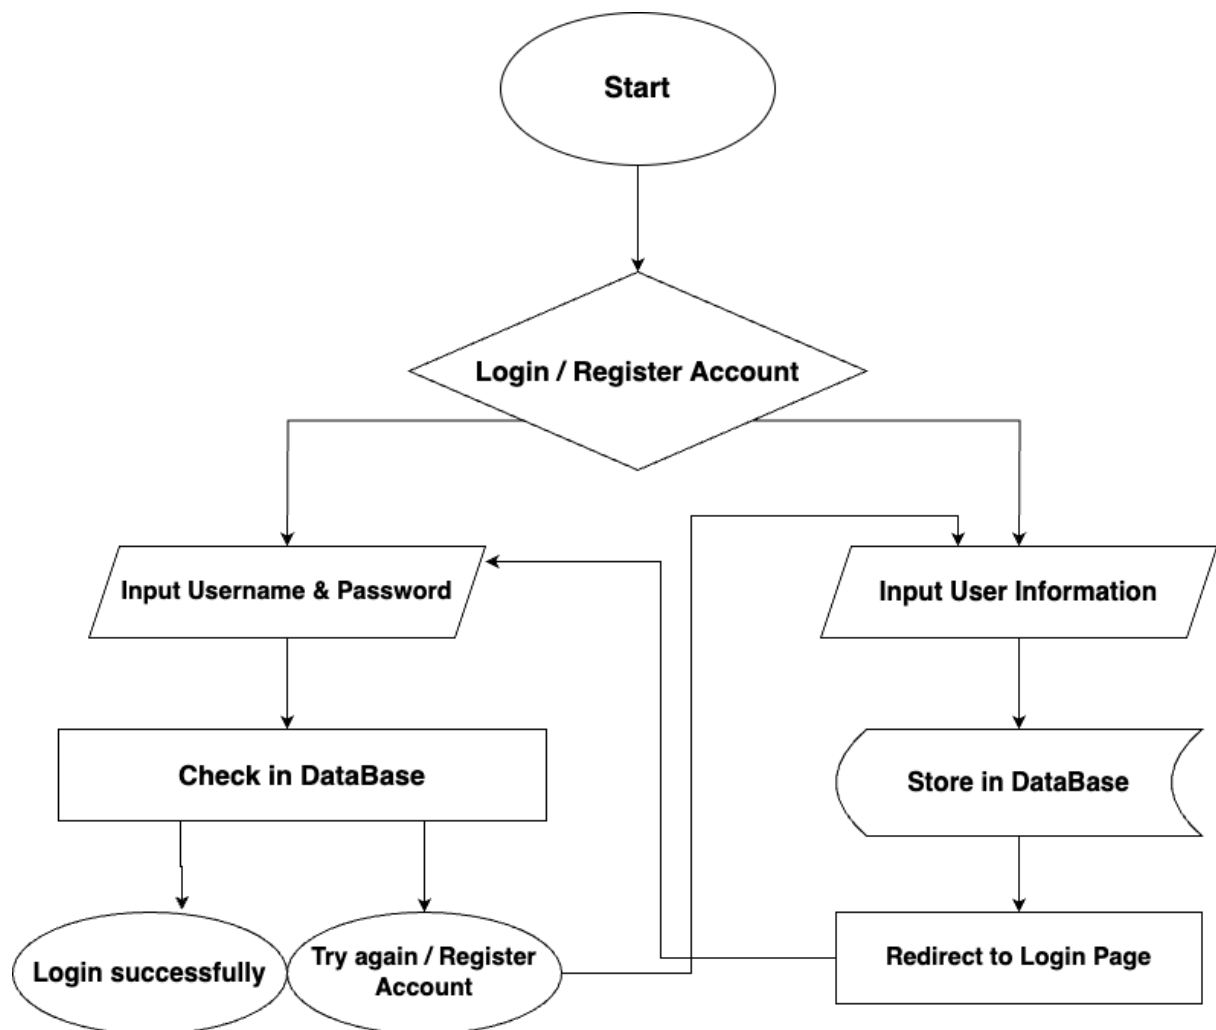 Start
Login / Register Account
Input Username & Password
Input User Information
Check in DataBase
Store in DataBase
Login successfully
Try again / Register
Account
Redirect to Login Page